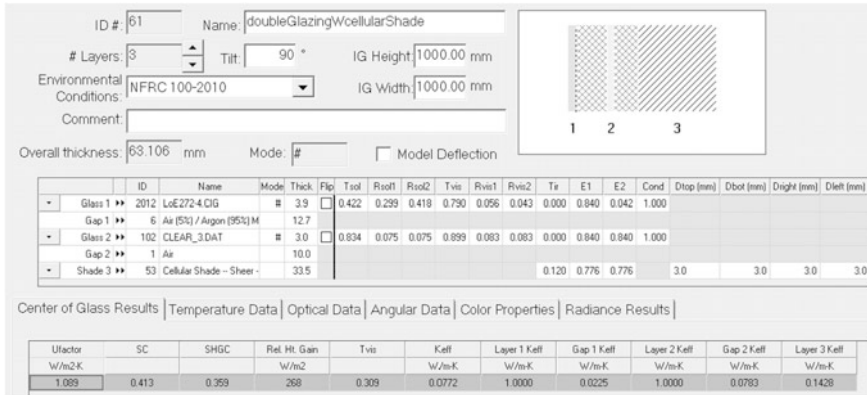 ID #: 61 Name: doubleGlazingWcellularShade
# Layers: 3 Tilt: 90 ° IG Height: 1000.00 mm
Environmental Conditions: NFRC 100-2010 IG Width: 1000.00 mm
Comment:
Overall thickness: 63.106 mm Mode: # Model Deflection
1 2 3
ID Name Mode Thick Flip Tsol Rsol1 Rsol2 Tvis Rvis1 Rvis2 Tir E1 E2 Cond Dtop (mm) Dbot (mm) Dright (mm) Dleft (mm)
Glass 1 2012 LoE272-4.CIG # 3.9 0.422 0.299 0.418 0.790 0.056 0.043 0.000 0.840 0.042 1.000
Gap 1 6 Air (5%) / Argon (95%) M 12.7
Glass 2 102 CLEAR_3.DAT # 3.0 0.834 0.075 0.075 0.899 0.083 0.083 0.000 0.840 0.840 1.000
Gap 2 1 Air 10.0
Shade 3 53 Cellular Shade -- Sheer - 33.5 0.120 0.776 0.776 3.0 3.0 3.0 3.0
Center of Glass Results Temperature Data Optical Data Angular Data Color Properties Radiance Results
Ufactor SC SHGC Rel. Ht. Gain Tvis Keff Layer 1 Keff Gap 1 Keff Layer 2 Keff Gap 2 Keff Layer 3 Keff
W/m2-K W/m2 W/m-K W/m-K W/m-K W/m-K W/m-K W/m-K
1.089 0.413 0.359 268 0.309 0.0772 1.0000 0.0225 1.0000 0.0783 0.1428